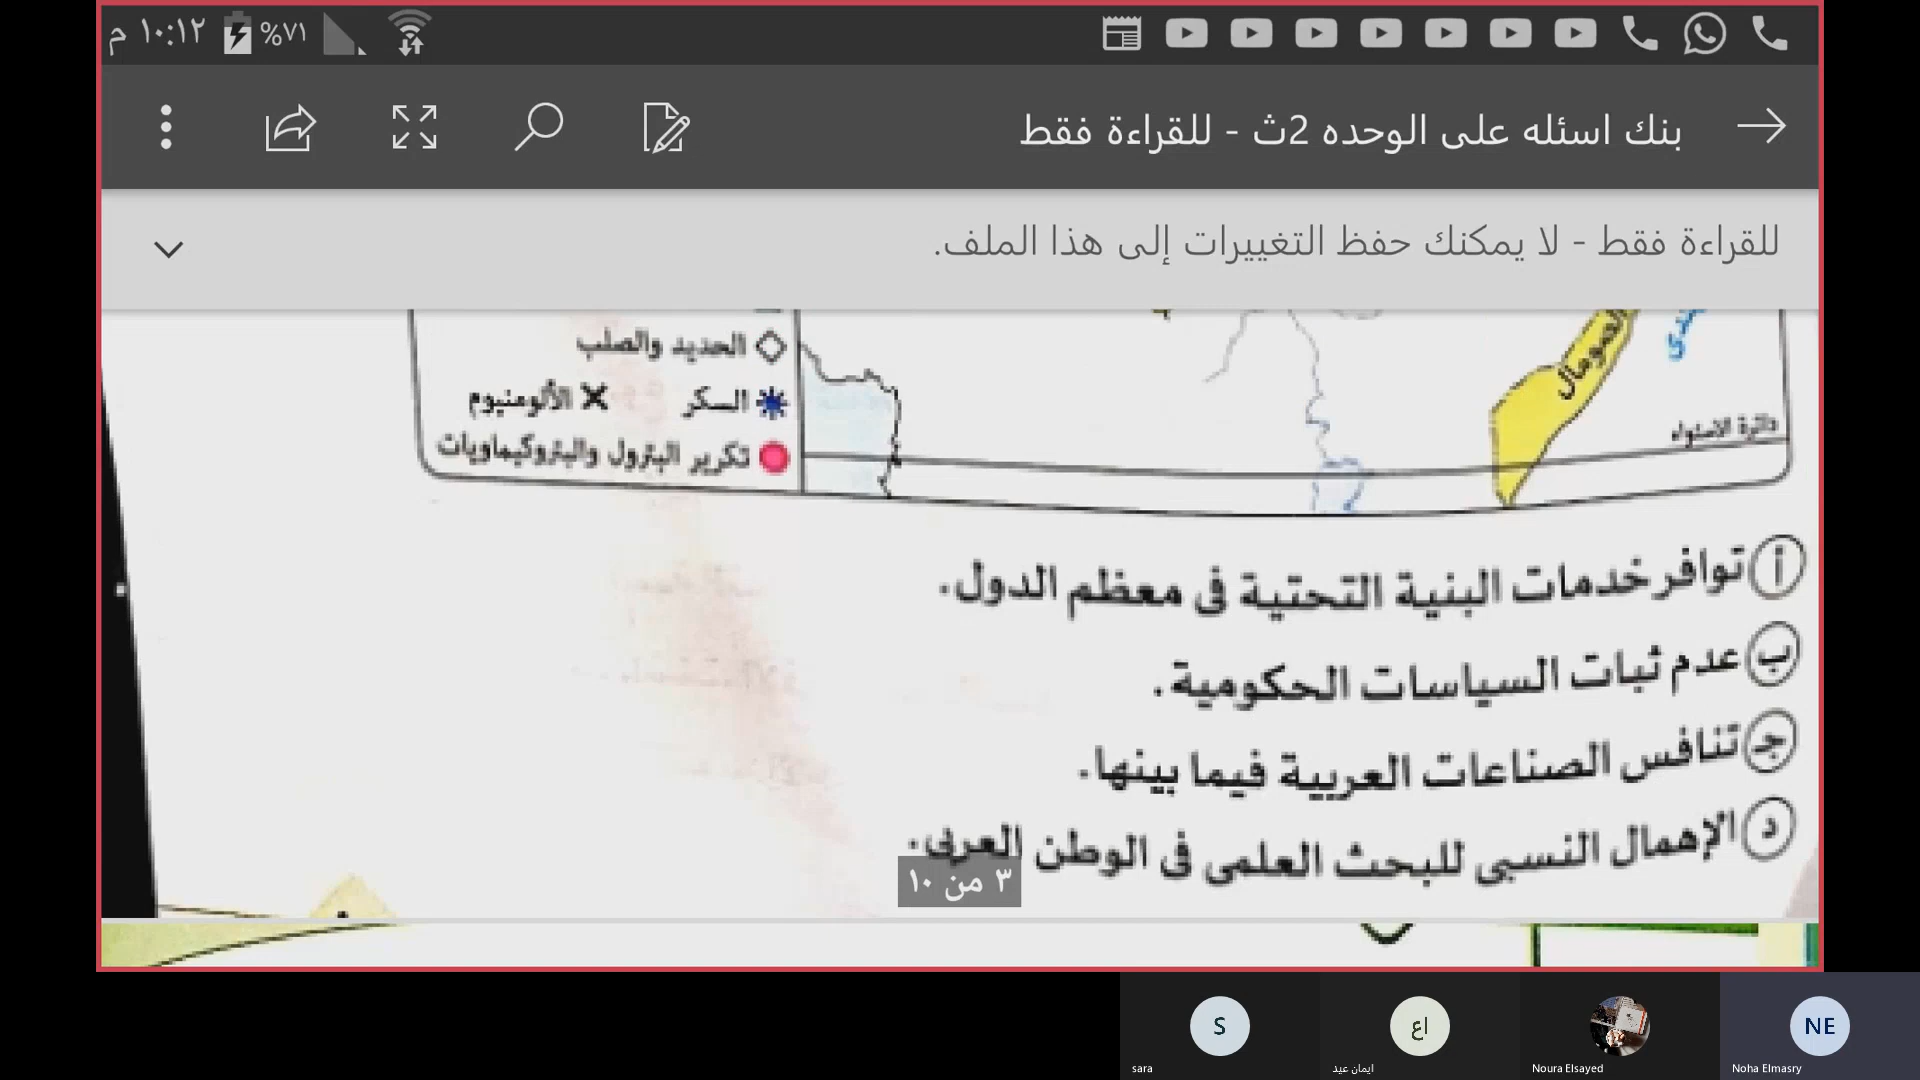 ١٠:١٢ م %٧١
بنك اسئله على الوحده 2ث - للقراءة فقط
للقراءة فقط - لا يمكنك حفظ التغييرات إلى هذا الملف.
الحديد والصلب
السكر الألومنيوم
تكرير البترول والبتروكيماويات
الصومال
دائرة الاستواء
أ توافر خدمات البنية التحتية فى معظم الدول.
ب عدم ثبات السياسات الحكومية.
جـ تنافس الصناعات العربية فيما بينها.
د الإهمال النسبى للبحث العلمى فى الوطن العربى.
٣ من ١٠
S
sara
اع
ايمان عيد
Noura Elsayed
NE
Noha Elmasry